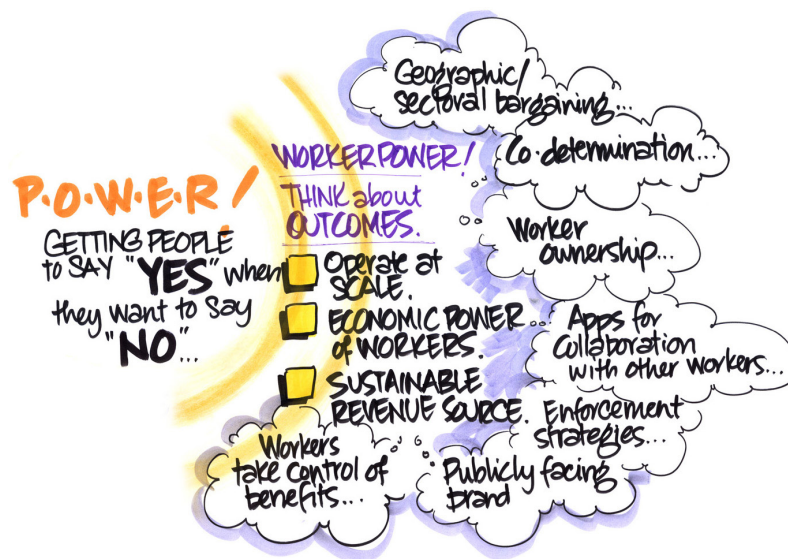 P.O.W.E.R!
GETTING PEOPLE
to SAY "YES" when
they want to Say
"NO"...
WORKER POWER!
THINK about
OUTCOMES.
Operate at
SCALE.
ECONOMIC POWER
of WORKERS.
SUSTAINABLE
REVENUE SOURCE.
Geographic/
sectoral bargaining...
Co-determination...
Worker
ownership...
Apps for
Collaboration
with other workers...
Enforcement
strategies...
Publicly facing
brand
Workers
take control of
benefits...